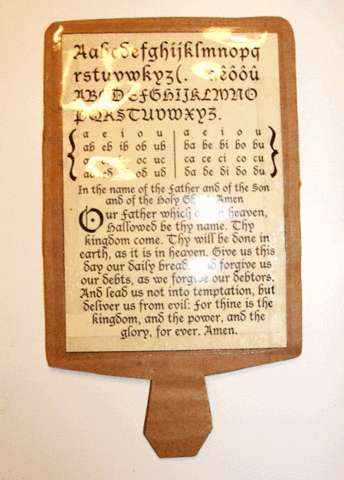 Aabcdefghijklmnopq
rstuvwxyz(. êôôû
ABCDEFGHIJKLMNO
PQRSTUVWXYZ.
a e i o u a e i o u
ab eb ib ob ub ba be bi bo bu
oc uc ca ce ci co cu
od ud da de di do du
In the name of the Father and of the Son
and of the Holy Amen
Our Father which heaven,
Hallowed be thy name. Thy
kingdom come. Thy will be done in
earth, as it is in heaven. Give us this
day our daily bread. forgive us
our debts, as we forgive our debtors.
And lead us not into temptation, but
deliver us from evil: For thine is the
kingdom, and the power, and the
glory, for ever. Amen.